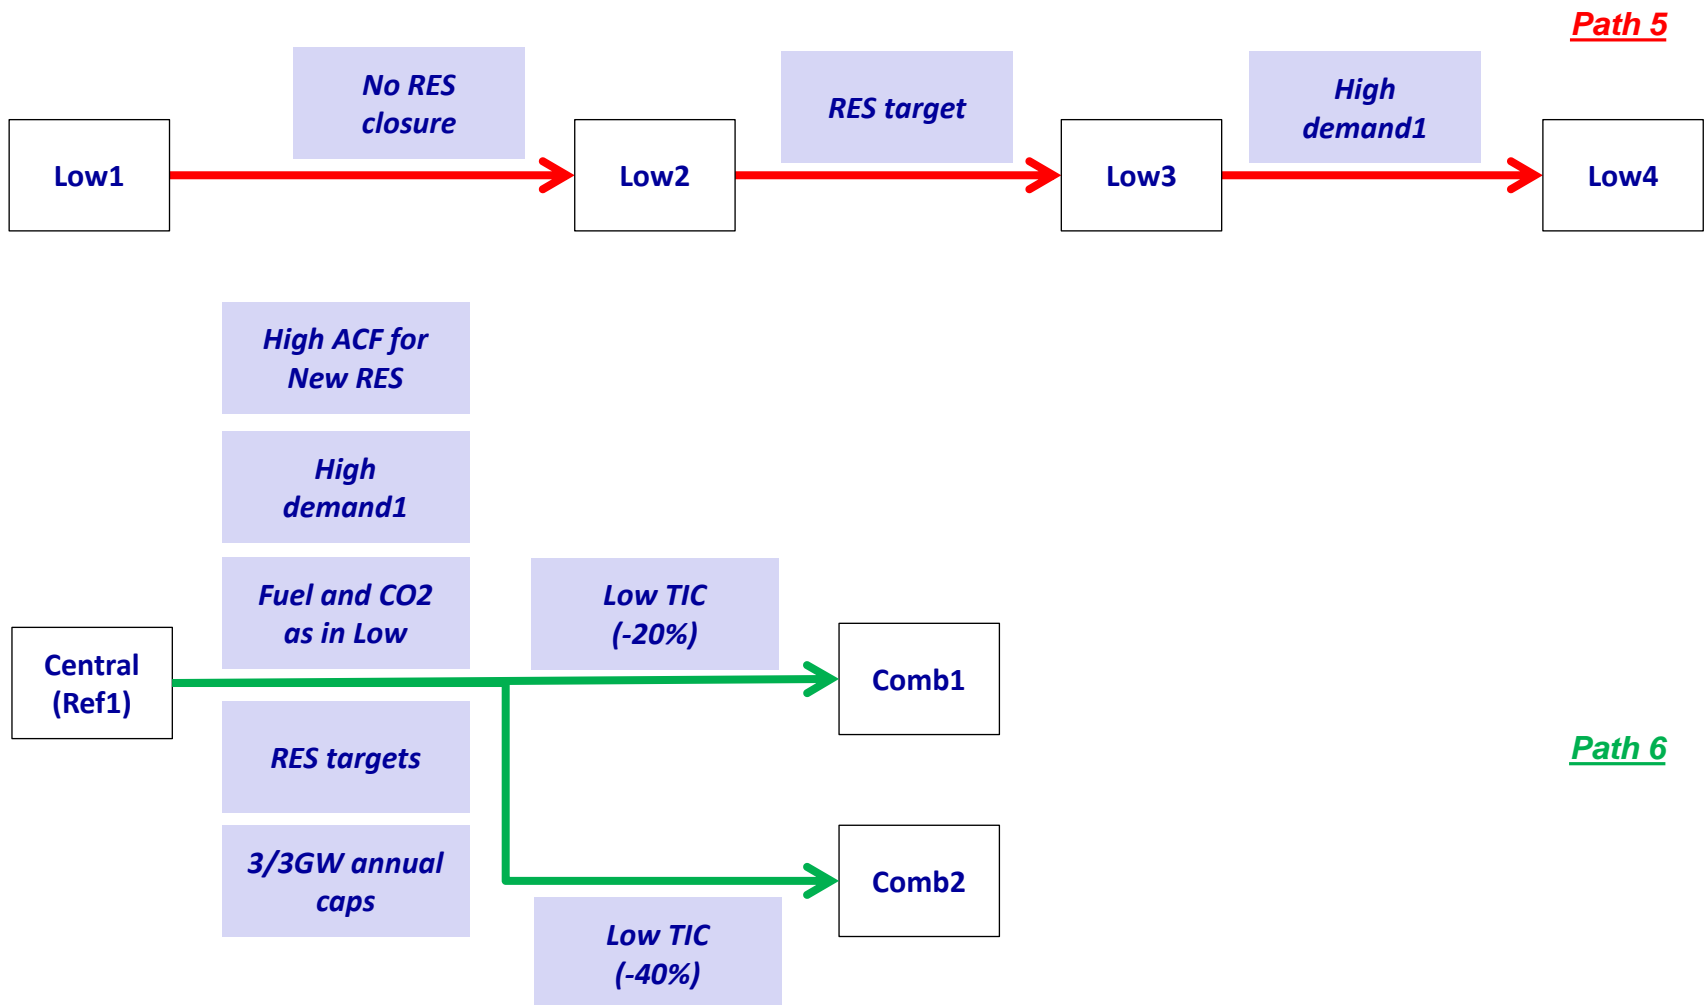 Path 5
No RES
closure
RES target
High
demand1
Low1
Low2
Low3
Low4
High ACF for
New RES
High
demand1
Fuel and CO2
as in Low
Low TIC
(-20%)
Central
(Ref1)
Comb1
RES targets
Path 6
3/3GW annual
caps
Comb2
Low TIC
(-40%)